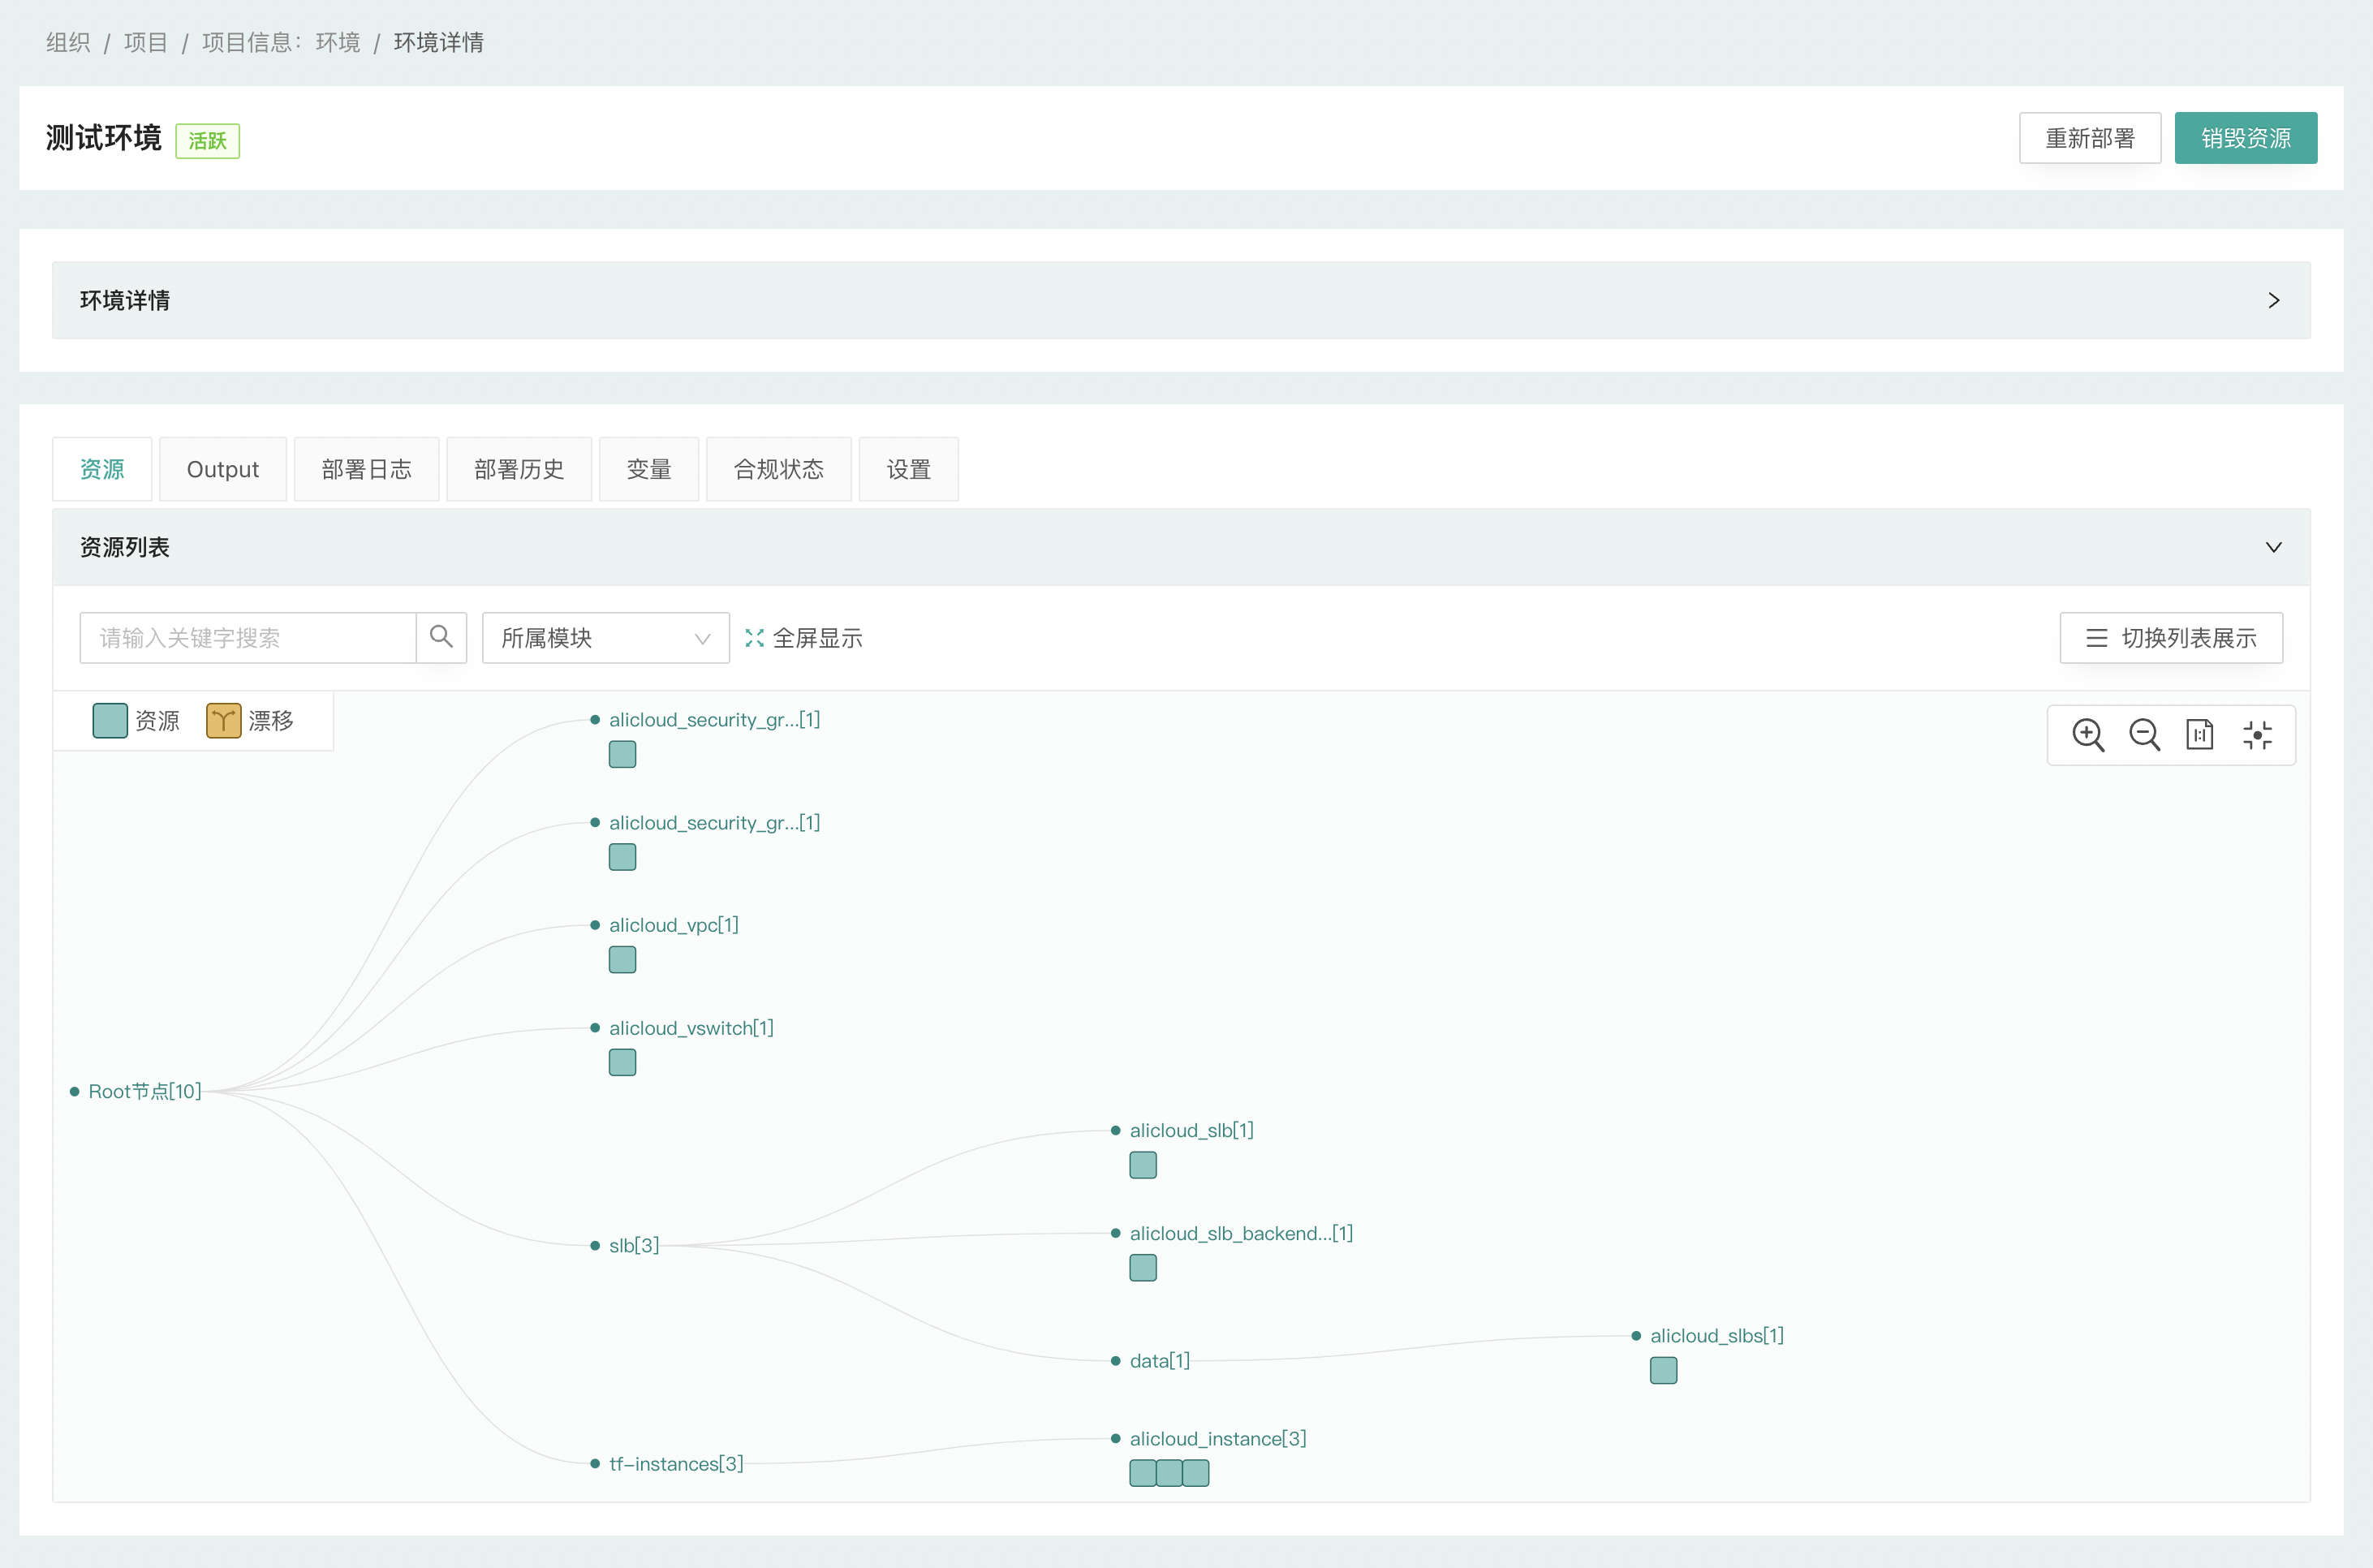 组织 / 项目 / 项目信息：环境 / 环境详情
测试环境 活跃
重新部署 销毁资源
环境详情
资源 Output 部署日志 部署历史 变量 合规状态 设置
资源列表
请输入关键字搜索 所属模块 全屏显示 切换列表展示
资源 漂移
alicloud_security_gr...[1]
alicloud_security_gr...[1]
alicloud_vpc[1]
alicloud_vswitch[1]
Root节点[10]
alicloud_slb[1]
alicloud_slb_backend...[1]
slb[3]
alicloud_slbs[1]
data[1]
alicloud_instance[3]
tf-instances[3]